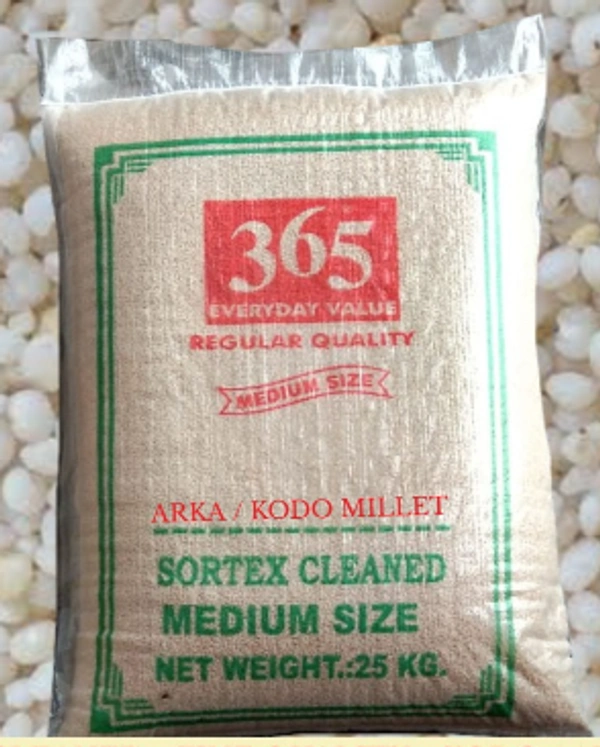 365
EVERYDAY VALUE
REGULAR QUALITY
MEDIUM SIZE
ARKA / KODO MILLET
SORTEX CLEANED
MEDIUM SIZE
NET WEIGHT.:25 KG.